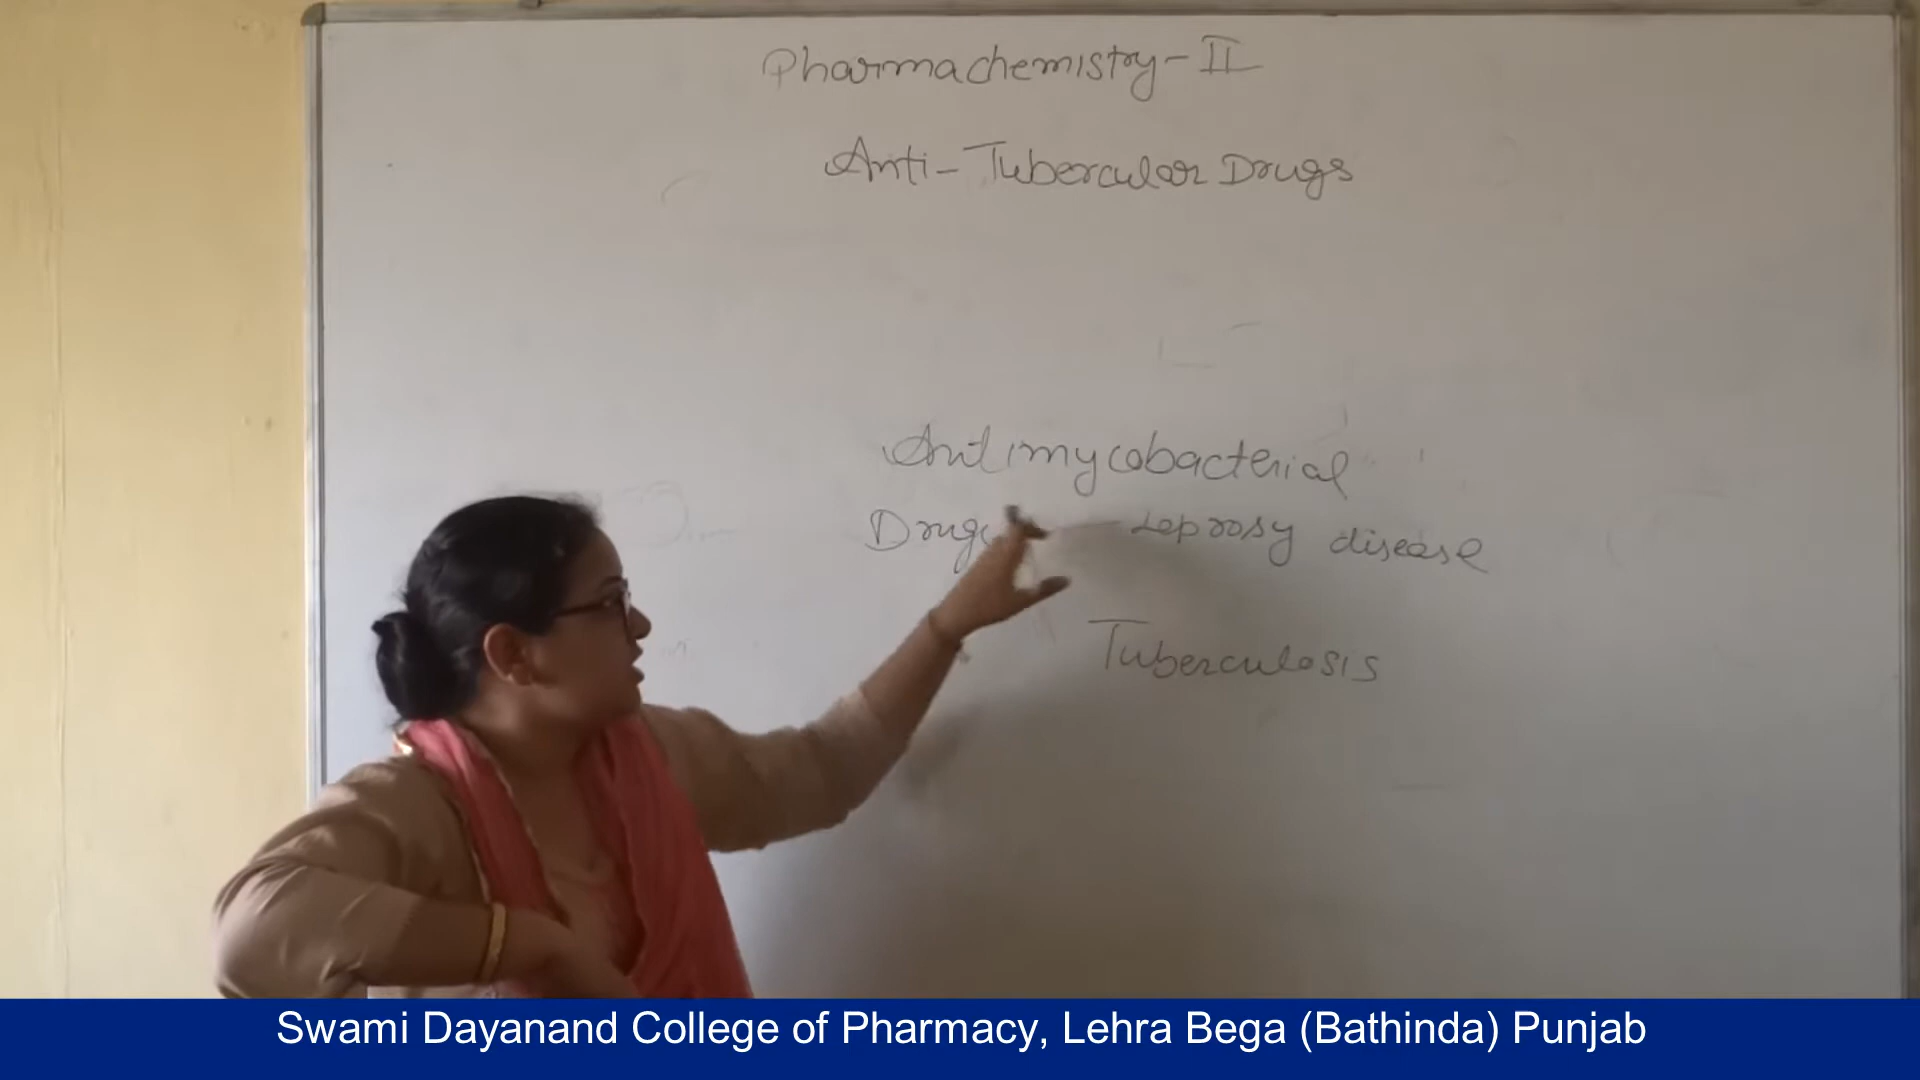 Pharmachemistry-II
Anti-Tubercular Drugs
Antimycobacterial
Drugs Leprosy disease
Tuberculosis
Swami Dayanand College of Pharmacy, Lehra Bega (Bathinda) Punjab